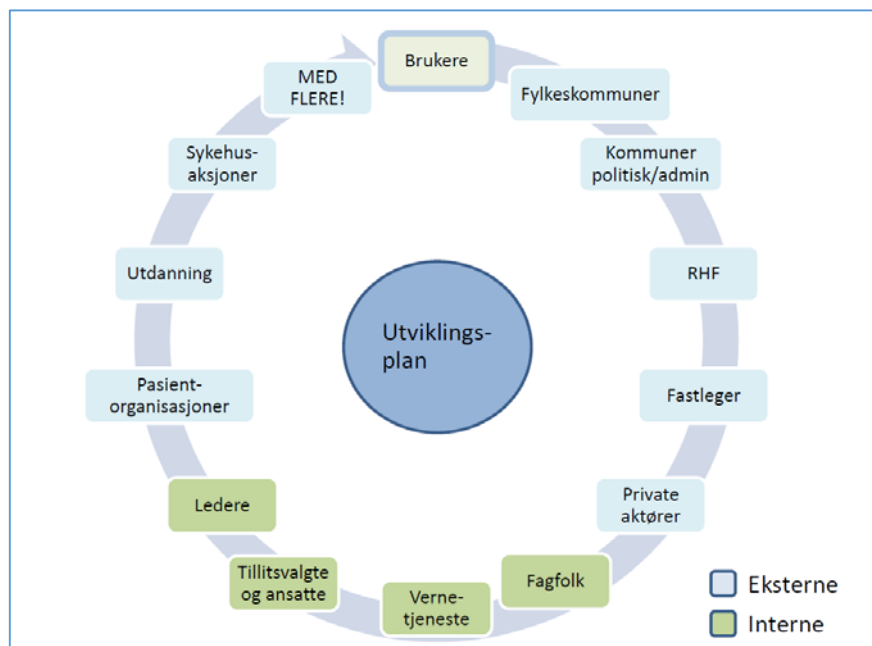 Brukere
Fylkeskommuner
Kommuner
politisk/admin
RHF
Fastleger
Private
aktører
Fagfolk
Verne-
tjeneste
Tillitsvalgte
og ansatte
Ledere
Pasient-
organisasjoner
Utdanning
Sykehus-
aksjoner
MED
FLERE!
Utviklings-
plan
Eksterne
Interne